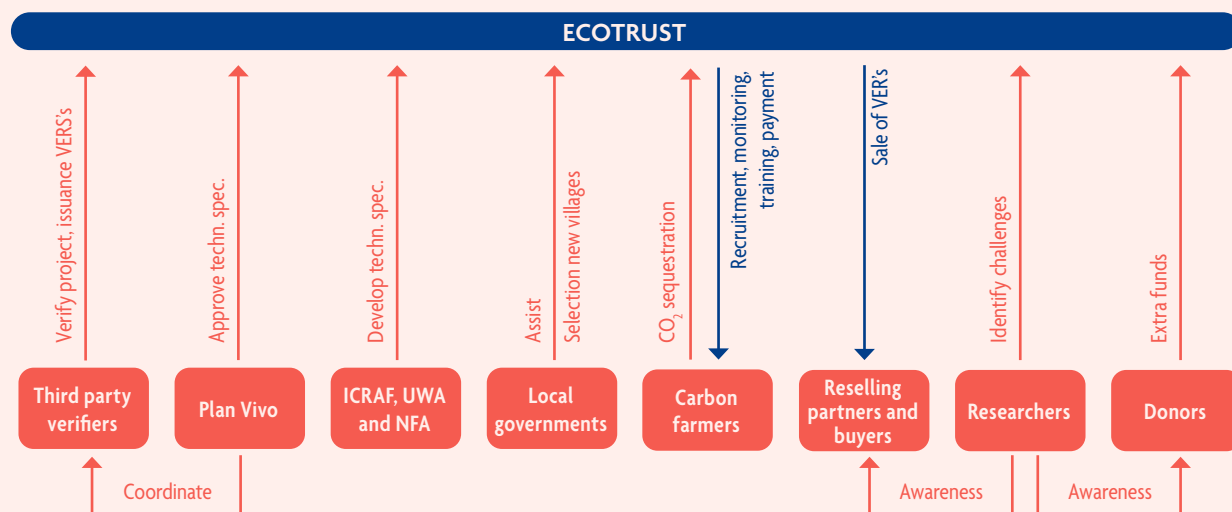 ECOTRUST
Verify project, issuance VERS's
Approve techn. spec.
Develop techn. spec.
Assist
Selection new villages
CO₂ sequestration
Recruitment, monitoring,
training, payment
Sale of VER's
Identify challenges
Extra funds
Third party
verifiers
Plan Vivo
ICRAF, UWA
and NFA
Local
governments
Carbon
farmers
Reselling
partners and
buyers
Researchers
Donors
Coordinate
Awareness
Awareness